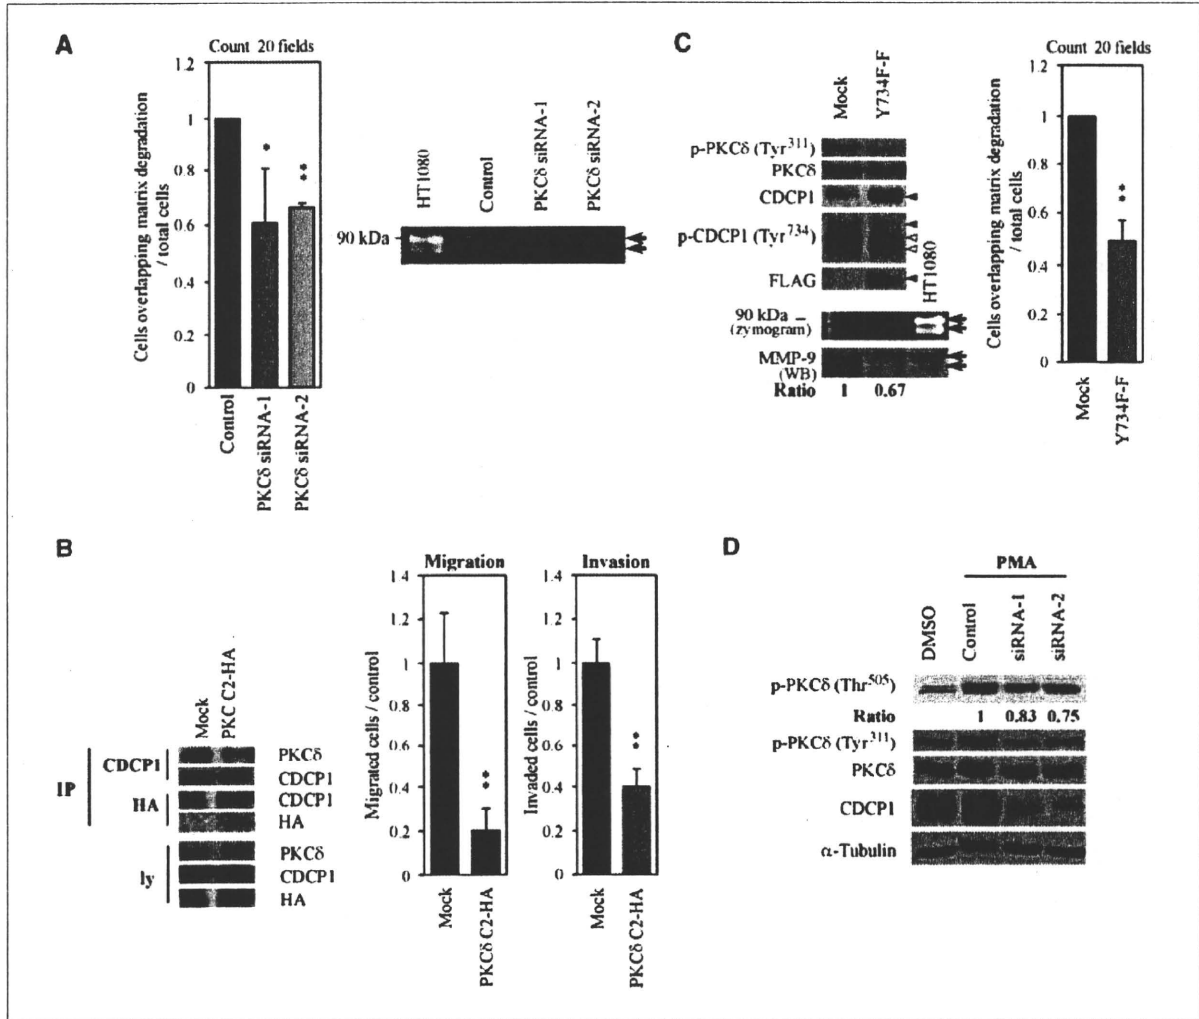 A
Count 20 fields
Cells overlapping matrix degradation
/ total cells
1.2
1
0.8
0.6
0.4
0.2
0
Control
PKCδ siRNA-1
PKCδ siRNA-2
*
**
HT1080
Control
PKCδ siRNA-1
PKCδ siRNA-2
90 kDa
C
Mock
Y734F-F
p-PKCδ (Tyr311)
PKCδ
CDCP1
p-CDCP1 (Tyr734)
FLAG
HT1080
90 kDa
(zymogram)
MMP-9
(WB)
Ratio 1 0.67
Count 20 fields
Cells overlapping matrix degradation
/ total cells
1.2
1
0.8
0.6
0.4
0.2
0
**
Mock
Y734F-F
B
Mock
PKC C2-HA
IP
CDCP1
HA
ly
PKCδ
CDCP1
CDCP1
HA
PKCδ
CDCP1
HA
Migration
Migrated cells / control
1.4
1.2
1
0.8
0.6
0.4
0.2
0
**
Mock
PKCδ C2-HA
Invasion
Invaded cells / control
1.4
1.2
1
0.8
0.6
0.4
0.2
0
**
Mock
PKCδ C2-HA
D
PMA
DMSO
Control
siRNA-1
siRNA-2
p-PKCδ (Thr505)
Ratio 1 0.83 0.75
p-PKCδ (Tyr311)
PKCδ
CDCP1
α-Tubulin